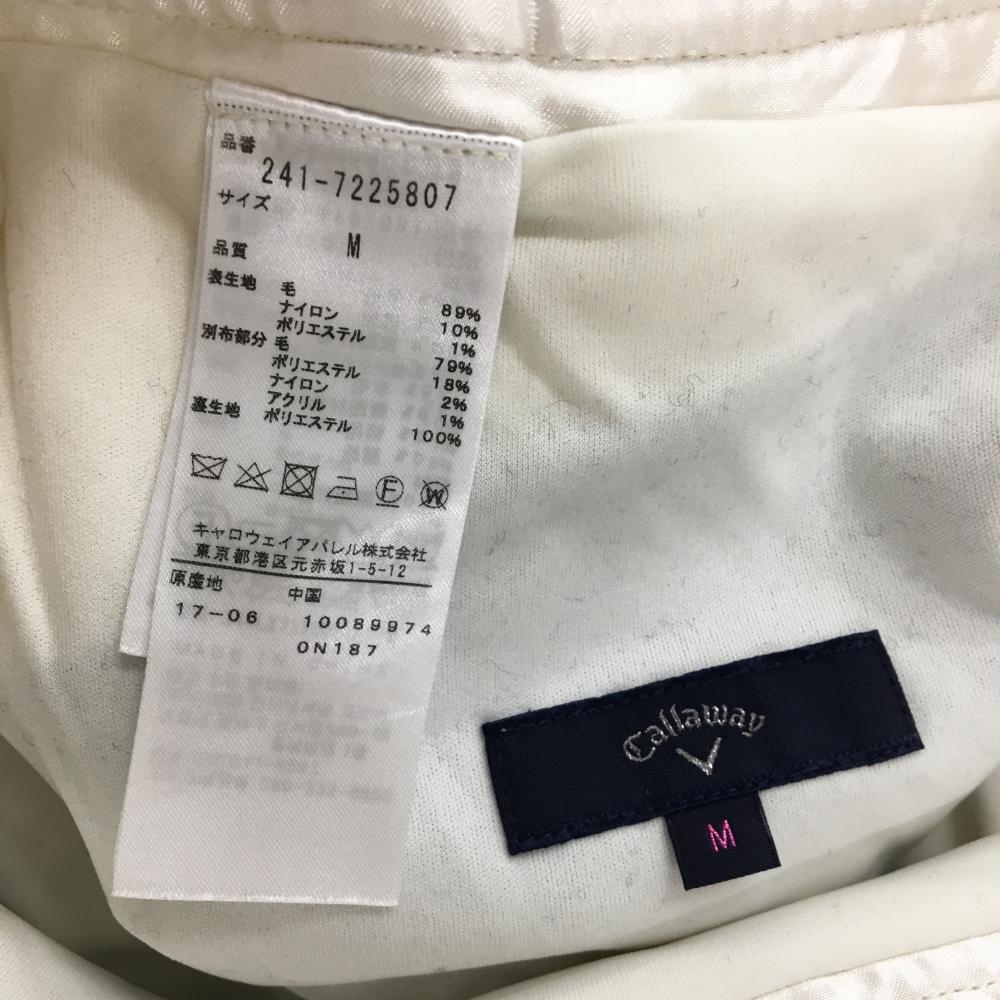 品番
241-7225807
サイズ
M
品質
表生地 毛 89%
ナイロン 10%
ポリエステル 1%
別布部分 毛 79%
ポリエステル 18%
ナイロン 2%
アクリル 1%
裏生地 ポリエステル 100%
F
W
キャロウェイアパレル株式会社
東京都港区元赤坂1-5-12
原産地 中国
17-06 10089974
0N187
Callaway
M